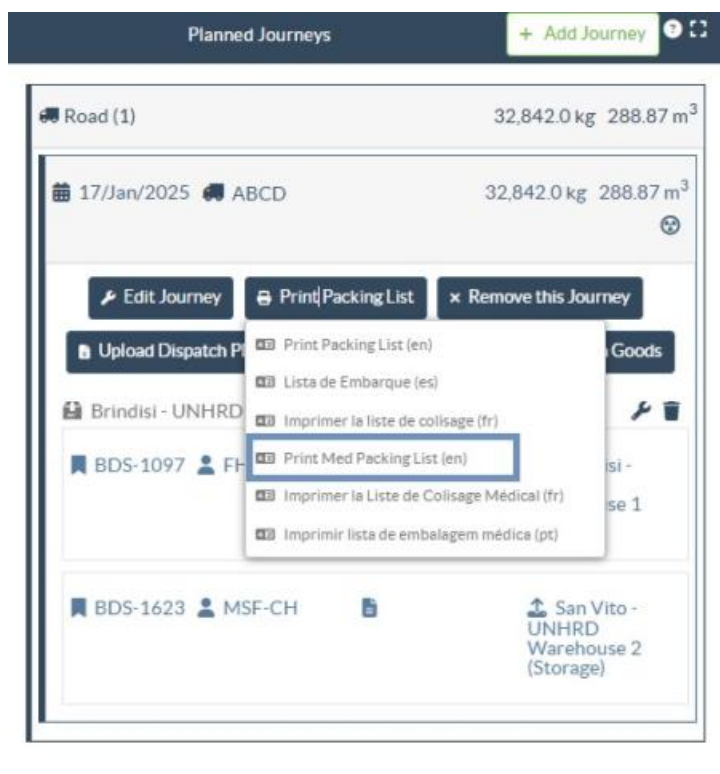 Planned Journeys
+ Add Journey
Road (1)
32,842.0 kg 288.87 m³
17/Jan/2025 ABCD
32,842.0 kg 288.87 m³
Edit Journey
Print Packing List
× Remove this Journey
Upload Dispatch
Goods
Print Packing List (en)
Lista de Embarque (es)
Imprimer la liste de colisage (fr)
Print Med Packing List (en)
Imprimer la Liste de Colisage Médical (fr)
Imprimir lista de embalagem médica (pt)
Brindisi - UNHRD
BDS-1097
isi -
se 1
BDS-1623 MSF-CH
San Vito -
UNHRD
Warehouse 2
(Storage)